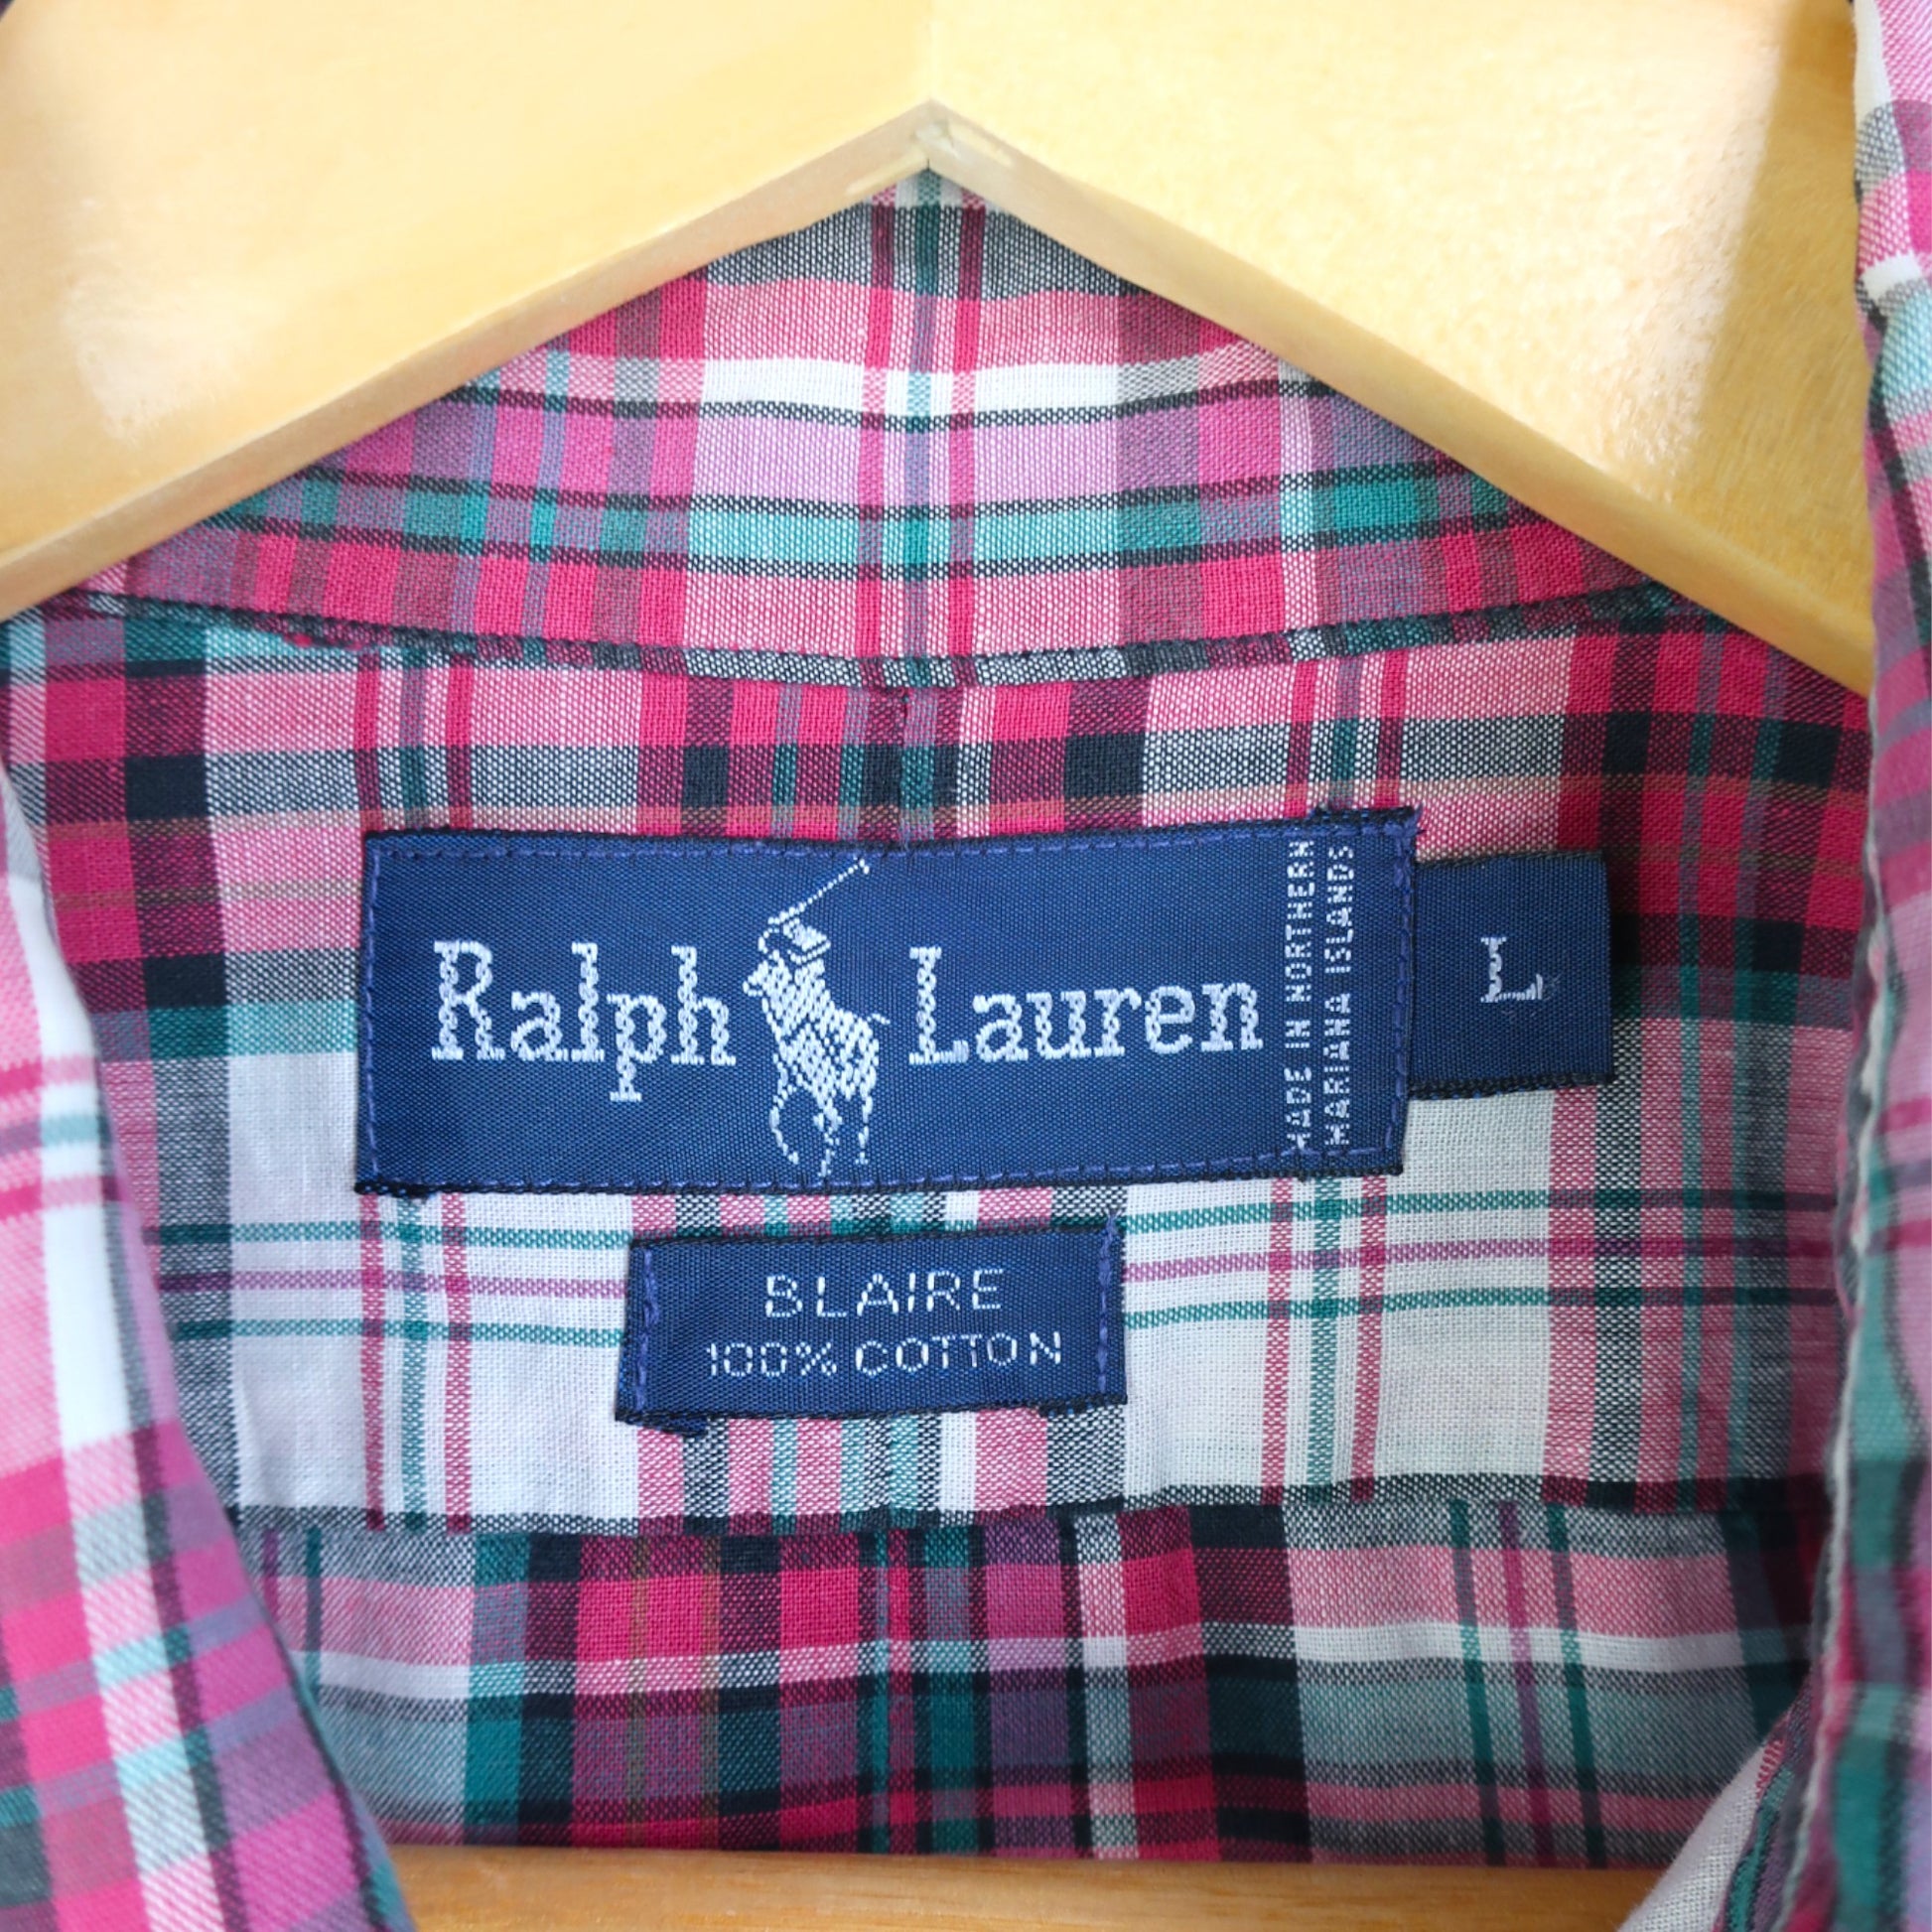 Ralph Lauren
MADE IN NORTHERN
MARIANA ISLANDS
L
BLAIRE
100% COTTON